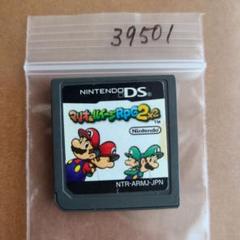 39501
NINTENDO DS
マリオ&ルイージRPG2x2
Nintendo
NTR-ARMJ-JPN